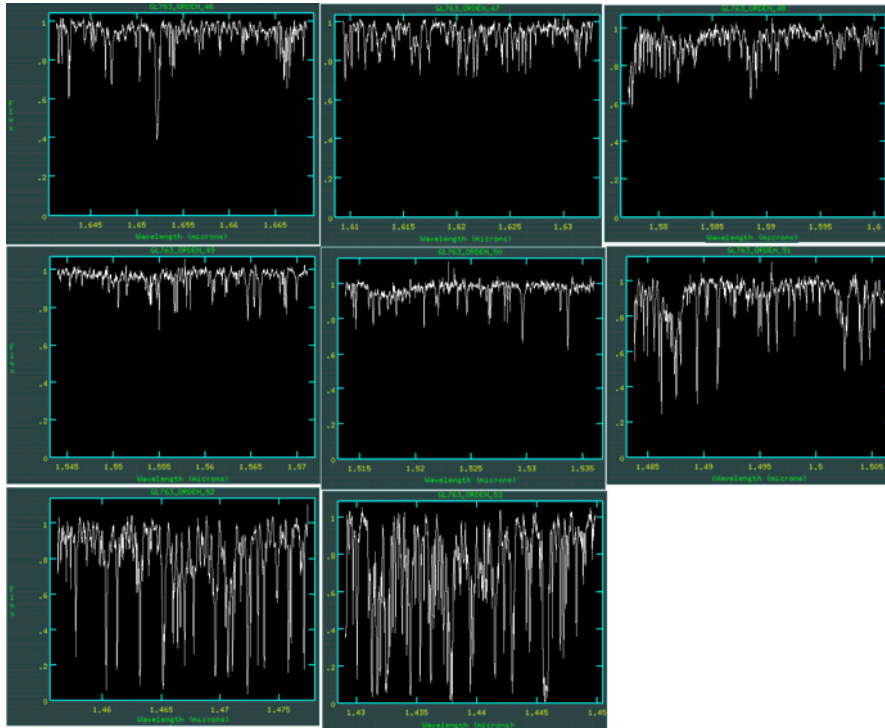 GL763_ORDEN_46
1
.8
.6
.4
.2
0
1.645 1.65 1.655 1.66 1.665
Wavelength (microns)
GL763_ORDEN_47
1
.8
.6
.4
.2
0
1.61 1.615 1.62 1.625 1.63
Wavelength (microns)
GL763_ORDEN_48
1
.8
.6
.4
.2
0
1.58 1.585 1.59 1.595 1.6
Wavelength (microns)
GL763_ORDEN_49
1
.8
.6
.4
.2
0
1.545 1.55 1.555 1.56 1.565 1.57
Wavelength (microns)
GL763_ORDEN_50
1
.8
.6
.4
.2
0
1.515 1.52 1.525 1.53 1.535
Wavelength (microns)
GL763_ORDEN_51
1
.8
.6
.4
.2
0
1.485 1.49 1.495 1.5 1.505
Wavelength (microns)
GL763_ORDEN_52
1
.8
.6
.4
.2
0
1.46 1.465 1.47 1.475
Wavelength (microns)
GL763_ORDEN_53
1
.8
.6
.4
.2
0
1.43 1.435 1.44 1.445 1.45
Wavelength (microns)